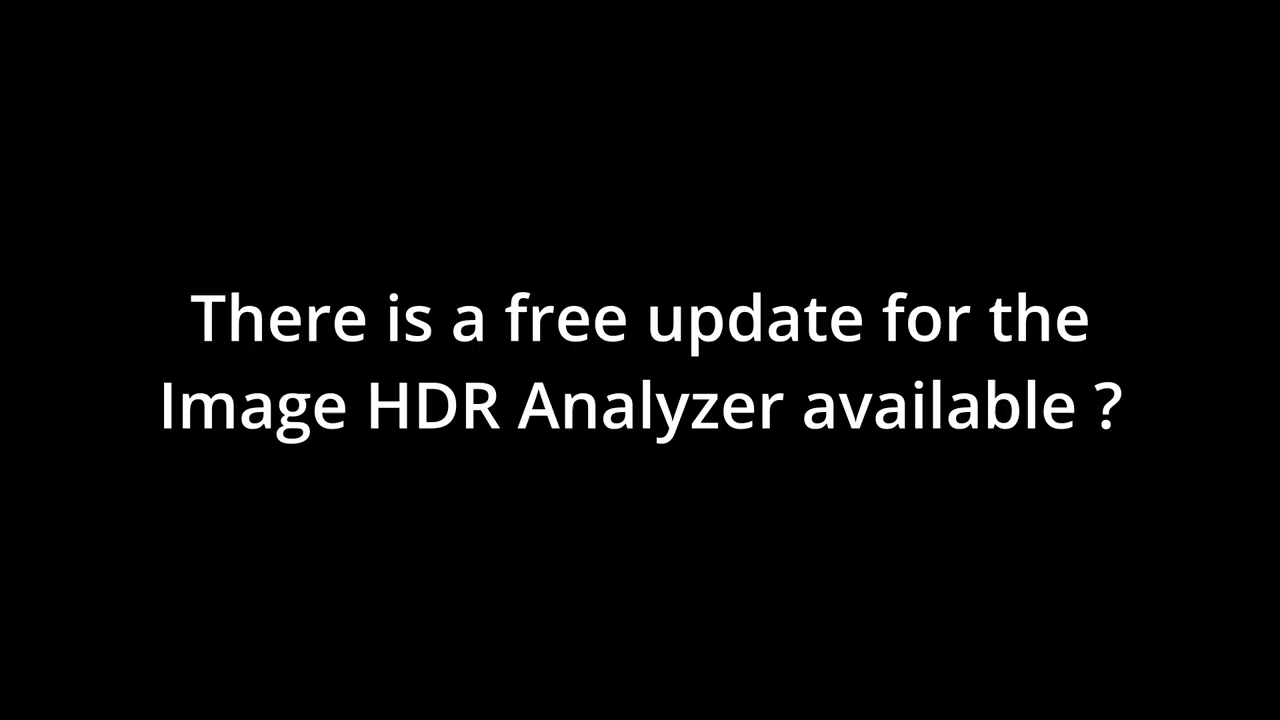 There is a free update for the
Image HDR Analyzer available ?